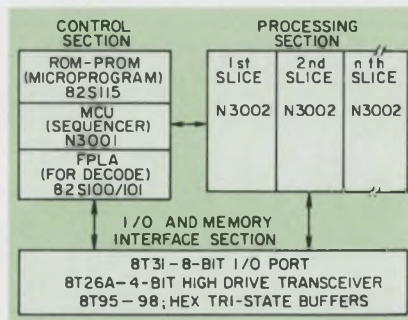 CONTROL
SECTION
ROM-PROM
(MICROPROGRAM)
82S115
MCU
(SEQUENCER)
N3001
FPLA
(FOR DECODE)
82S100/101
PROCESSING
SECTION
1st
SLICE
N3002
2nd
SLICE
N3002
nth
SLICE
N3002
I/O AND MEMORY
INTERFACE SECTION
8T31-8-BIT I/O PORT
8T26A-4-BIT HIGH DRIVE TRANSCEIVER
8T95-98; HEX TRI-STATE BUFFERS